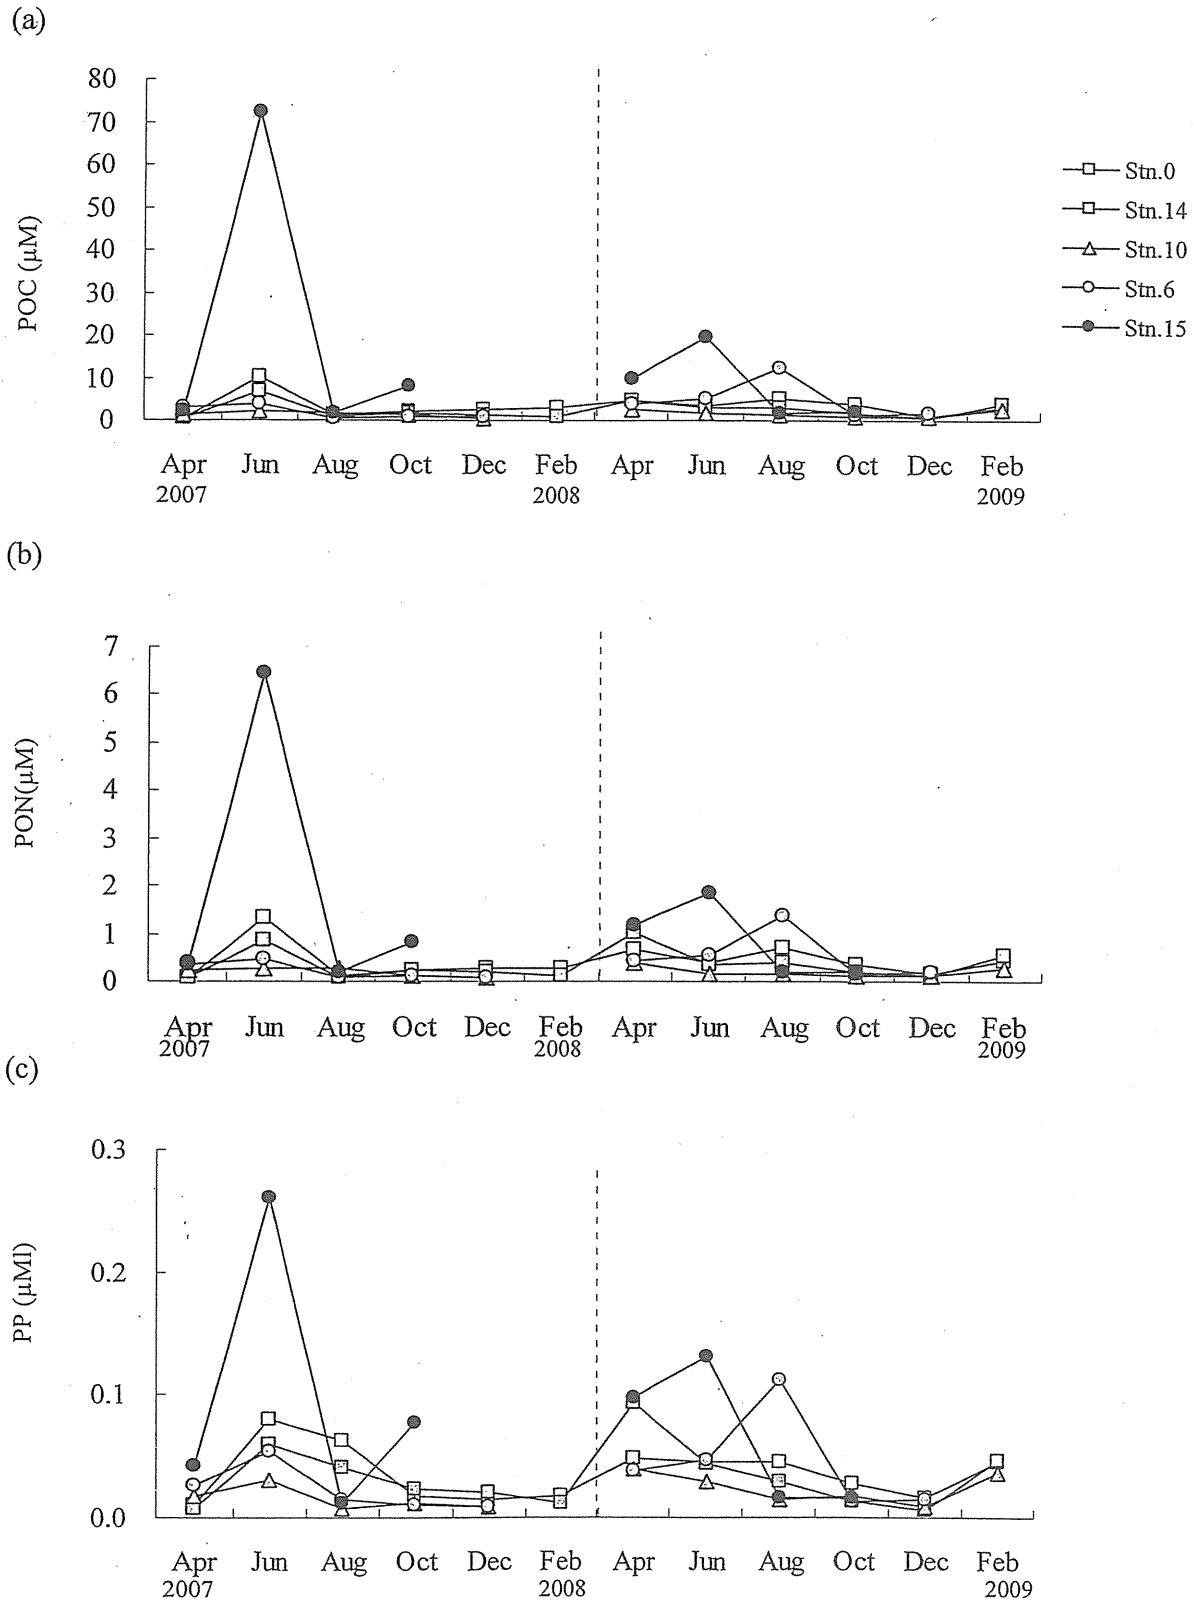 (a)
80
70
60
50
40
30
20
10
0
POC (μM)
Apr Jun Aug Oct Dec Feb Apr Jun Aug Oct Dec Feb
2007 2008 2009
Stn.0
Stn.14
Stn.10
Stn.6
Stn.15
(b)
7
6
5
4
3
2
1
0
PON(μM)
Apr Jun Aug Oct Dec Feb Apr Jun Aug Oct Dec Feb
2007 2008 2009
(c)
0.3
0.2
0.1
0.0
PP (μMl)
Apr Jun Aug Oct Dec Feb Apr Jun Aug Oct Dec Feb
2007 2008 2009